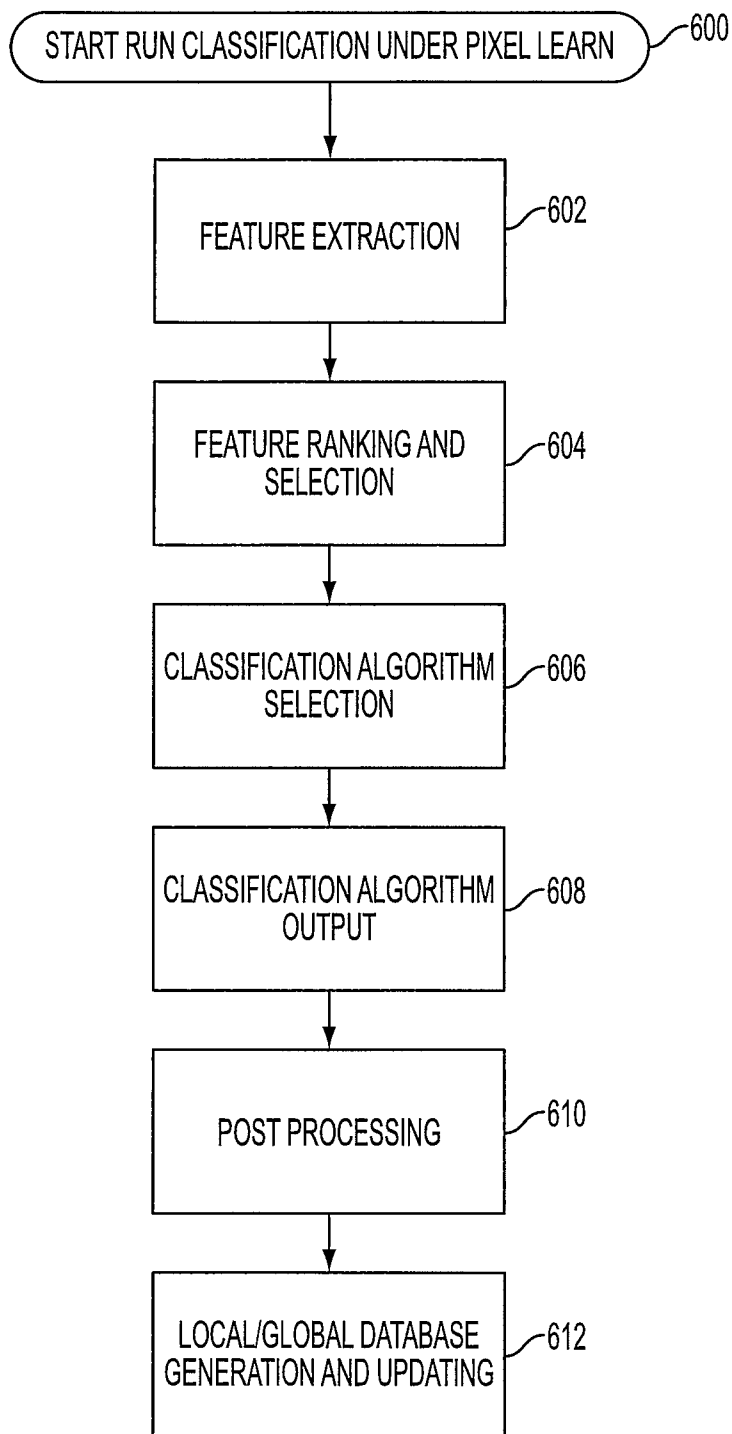 START RUN CLASSIFICATION UNDER PIXEL LEARN
600
FEATURE EXTRACTION
602
FEATURE RANKING AND
SELECTION
604
CLASSIFICATION ALGORITHM
SELECTION
606
CLASSIFICATION ALGORITHM
OUTPUT
608
POST PROCESSING
610
LOCAL/GLOBAL DATABASE
GENERATION AND UPDATING
612